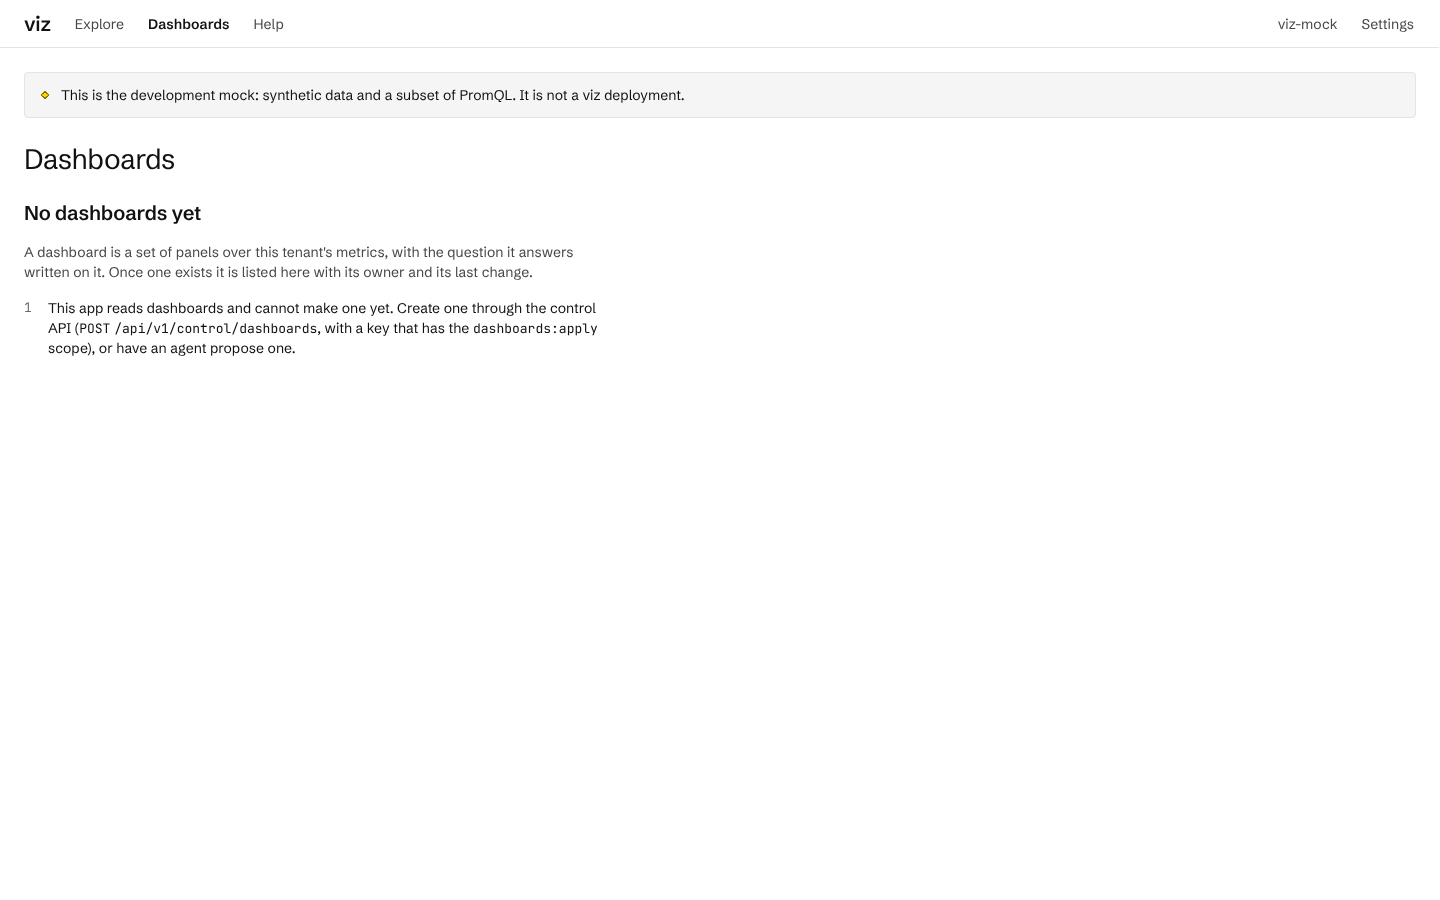 viz
Explore
Dashboards
Help
viz-mock
Settings
This is the development mock: synthetic data and a subset of PromQL. It is not a viz deployment.
Dashboards
No dashboards yet
A dashboard is a set of panels over this tenant's metrics, with the question it answers
written on it. Once one exists it is listed here with its owner and its last change.
1 This app reads dashboards and cannot make one yet. Create one through the control
API (POST /api/v1/control/dashboards, with a key that has the dashboards:apply
scope), or have an agent propose one.